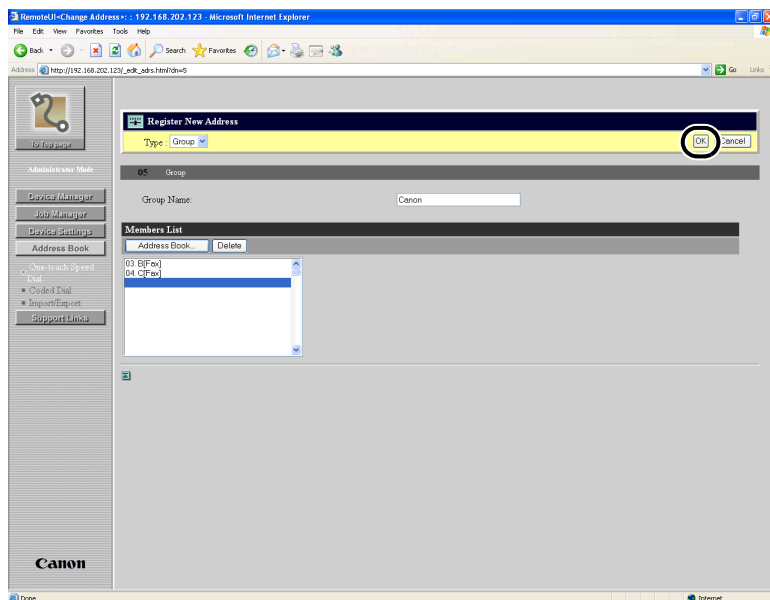 RemoteUI<Change Address>: : 192.168.202.123 - Microsoft Internet Explorer
File Edit View Favorites Tools Help
Back Search Favorites
Address http://192.168.202.123/_edt_adrs.html?dn=5 Go Links
To Top page
Register New Address
Type : Group OK Cancel
Administrator Mode
05 Group
Device Manager
Group Name: Canon
Job Manager
Device Settings
Members List
Address Book
Address Book... Delete
03. B[Fax]
04. C[Fax]
One-touch Speed
Dial
Coded Dial
Import/Export
Support Links
Canon
Done Internet